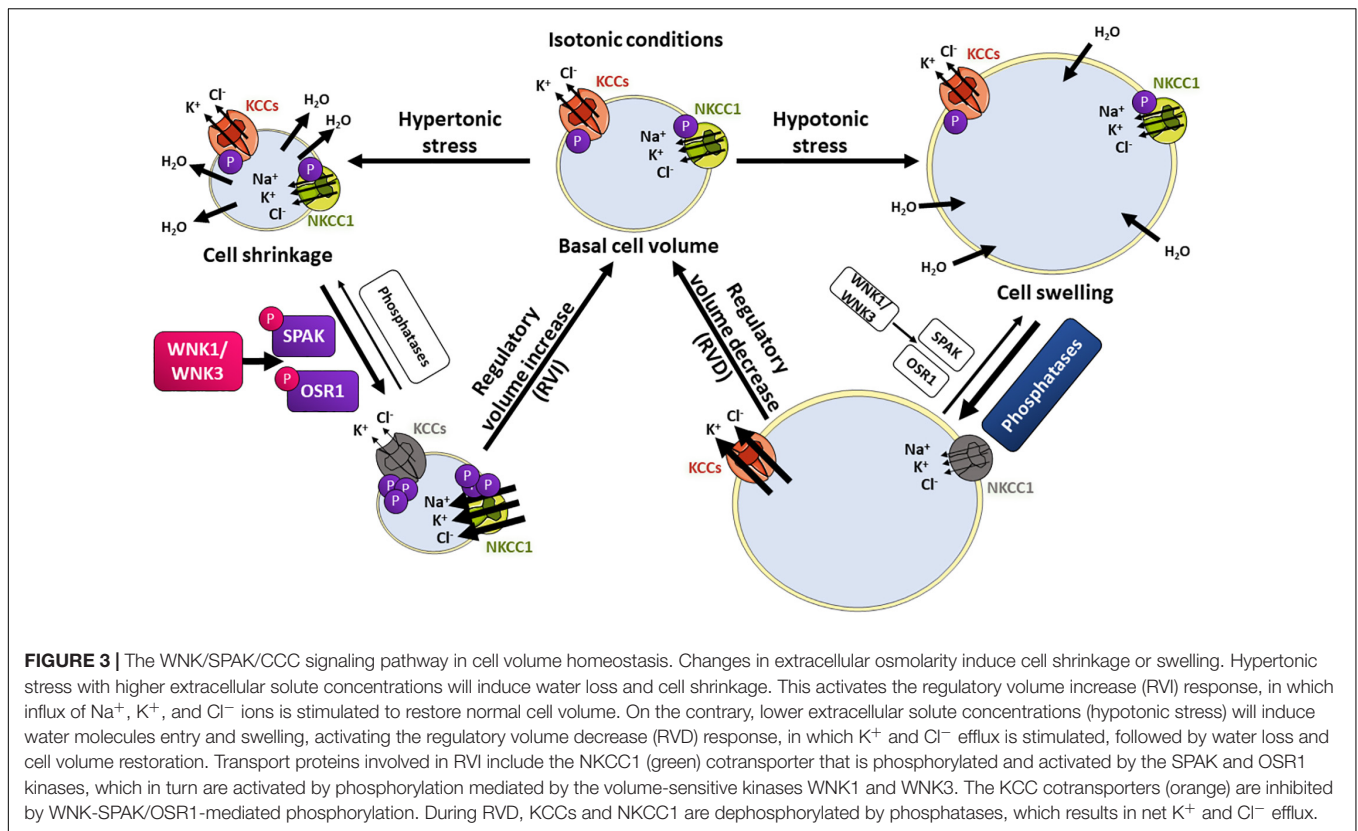 Isotonic conditions
H₂O
Cl⁻
K⁺
KCCs
NKCC1
P
P
Na⁺
K⁺
Cl⁻
Cl⁻
K⁺
KCCs
H₂O
H₂O
H₂O
H₂O
P
P
Na⁺
K⁺
Cl⁻
NKCC1
Hypertonic
stress
Cl⁻
K⁺
KCCs
NKCC1
P
P
Na⁺
K⁺
Cl⁻
Hypotonic
stress
H₂O
H₂O
H₂O
Cell shrinkage
Basal cell volume
Cell swelling
Phosphatases
WNK1/
WNK3
P
SPAK
P
OSR1
Regulatory
volume increase
(RVI)
Regulatory
volume decrease
(RVD)
WNK1/
WNK3
SPAK
OSR1
Phosphatases
Cl⁻
K⁺
KCCs
P
P
P
P
P
Na⁺
K⁺
Cl⁻
NKCC1
Cl⁻
K⁺
KCCs
Na⁺
K⁺
Cl⁻
NKCC1
FIGURE 3 | The WNK/SPAK/CCC signaling pathway in cell volume homeostasis. Changes in extracellular osmolarity induce cell shrinkage or swelling. Hypertonic
stress with higher extracellular solute concentrations will induce water loss and cell shrinkage. This activates the regulatory volume increase (RVI) response, in which
influx of Na⁺, K⁺, and Cl⁻ ions is stimulated to restore normal cell volume. On the contrary, lower extracellular solute concentrations (hypotonic stress) will induce
water molecules entry and swelling, activating the regulatory volume decrease (RVD) response, in which K⁺ and Cl⁻ efflux is stimulated, followed by water loss and
cell volume restoration. Transport proteins involved in RVI include the NKCC1 (green) cotransporter that is phosphorylated and activated by the SPAK and OSR1
kinases, which in turn are activated by phosphorylation mediated by the volume-sensitive kinases WNK1 and WNK3. The KCC cotransporters (orange) are inhibited
by WNK-SPAK/OSR1-mediated phosphorylation. During RVD, KCCs and NKCC1 are dephosphorylated by phosphatases, which results in net K⁺ and Cl⁻ efflux.